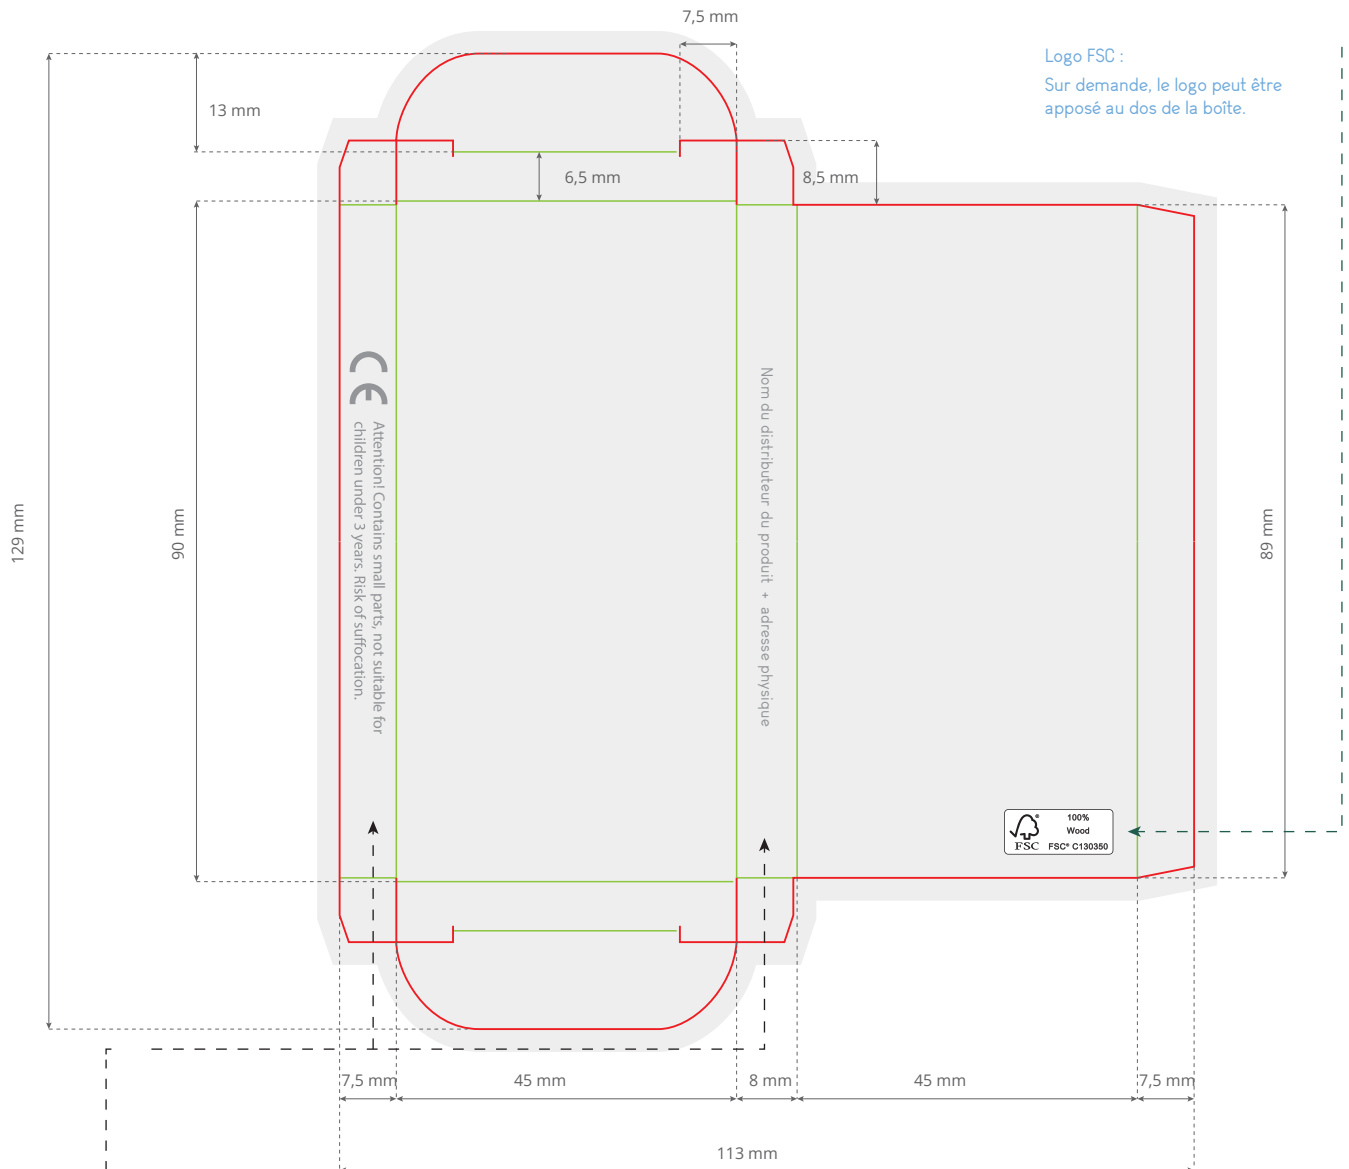 7,5 mm
Logo FSC :
Sur demande, le logo peut être
apposé au dos de la boîte.
13 mm
6,5 mm
8,5 mm
129 mm
90 mm
89 mm
CE
Attention! Contains small parts, not suitable for
children under 3 years. Risk of suffocation.
Nom du distributeur du produit + adresse physique
100%
Wood
FSC® C130350
FSC
7,5 mm
45 mm
8 mm
45 mm
7,5 mm
113 mm